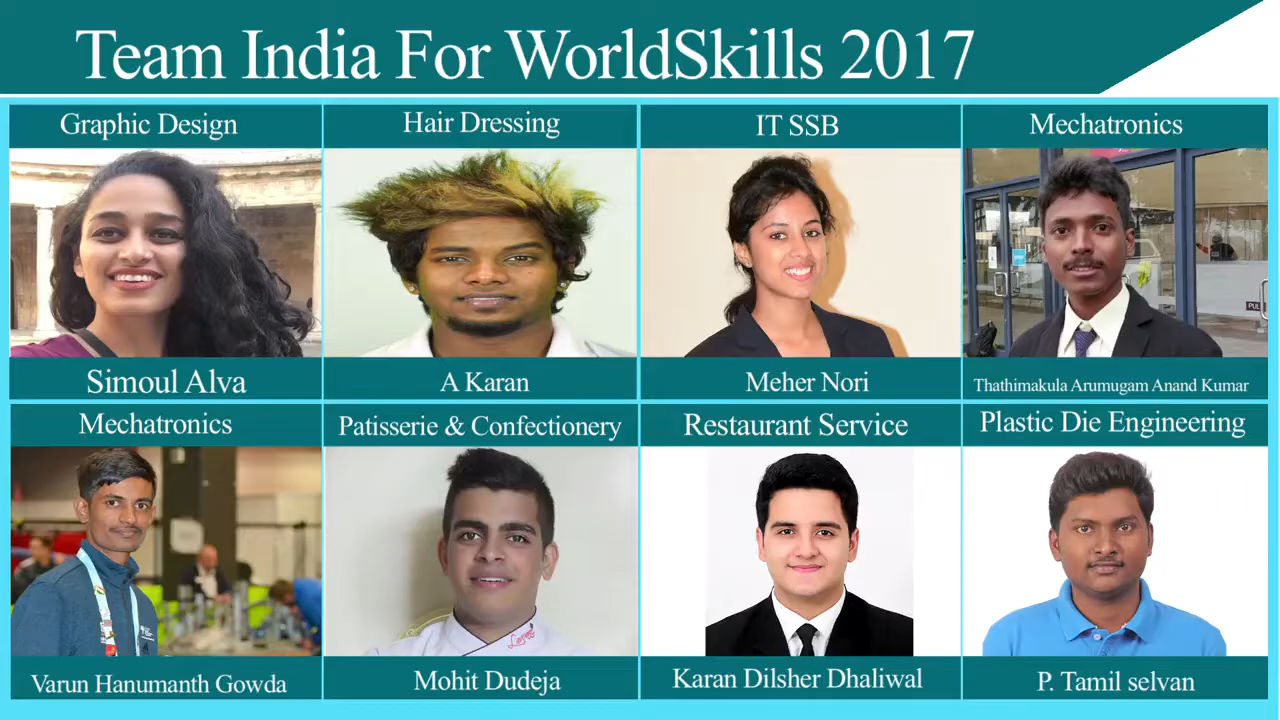 Team India For WorldSkills 2017
Graphic Design
Hair Dressing
IT SSB
Mechatronics
Simoul Alva
A Karan
Meher Nori
Thathimakula Arumugam Anand Kumar
Mechatronics
Patisserie & Confectionery
Restaurant Service
Plastic Die Engineering
Varun Hanumanth Gowda
Mohit Dudeja
Karan Dilsher Dhaliwal
P. Tamil selvan